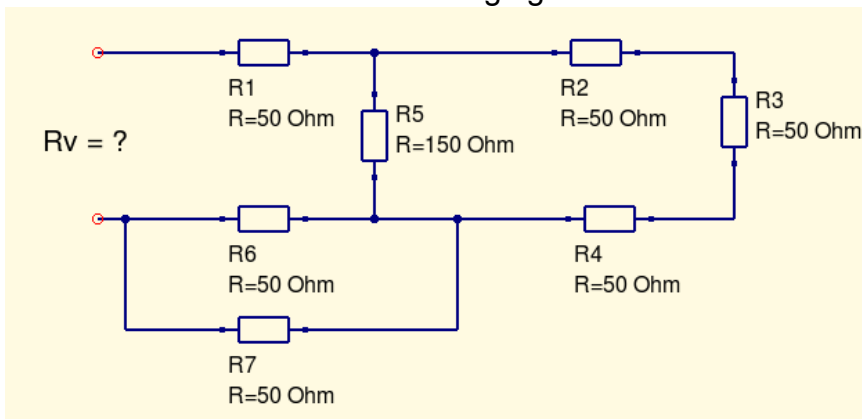 R1
R=50 Ohm
R2
R=50 Ohm
R3
R=50 Ohm
R5
R=150 Ohm
Rv = ?
R6
R=50 Ohm
R4
R=50 Ohm
R7
R=50 Ohm